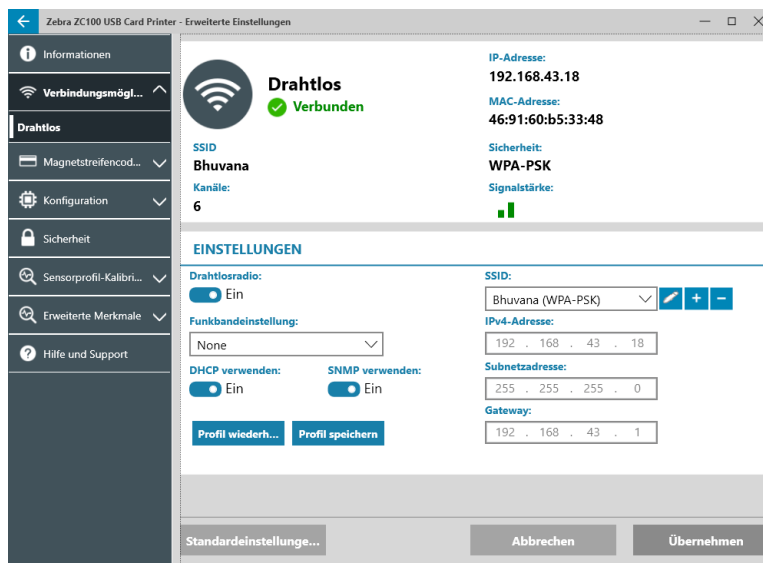 Zebra ZC100 USB Card Printer - Erweiterte Einstellungen
Informationen
Verbindungsmögl...
Drahtlos
Magnetstreifencod...
Konfiguration
Sicherheit
Sensorprofil-Kalibri...
Erweiterte Merkmale
Hilfe und Support
Drahtlos
Verbunden
SSID
Bhuvana
Kanäle:
6
IP-Adresse:
192.168.43.18
MAC-Adresse:
46:91:60:b5:33:48
Sicherheit:
WPA-PSK
Signalstärke:
EINSTELLUNGEN
Drahtlosradio:
Ein
Funkbandeinstellung:
None
DHCP verwenden: SNMP verwenden:
Ein Ein
Profil wiederh... Profil speichern
SSID:
Bhuvana (WPA-PSK)
IPv4-Adresse:
192 . 168 . 43 . 18
Subnetzadresse:
255 . 255 . 255 . 0
Gateway:
192 . 168 . 43 . 1
Standardeinstellunge... Abbrechen Übernehmen